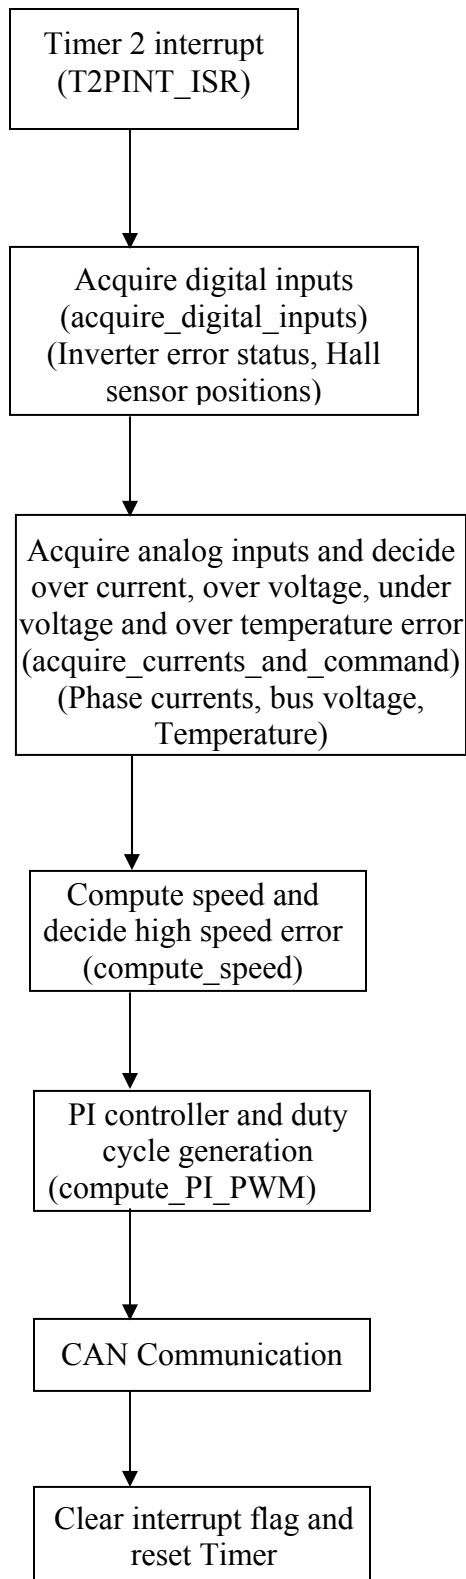 Timer 2 interrupt
(T2PINT_ISR)
Acquire digital inputs
(acquire_digital_inputs)
(Inverter error status, Hall
sensor positions)
Acquire analog inputs and decide
over current, over voltage, under
voltage and over temperature error
(acquire_currents_and_command)
(Phase currents, bus voltage,
Temperature)
Compute speed and
decide high speed error
(compute_speed)
PI controller and duty
cycle generation
(compute_PI_PWM)
CAN Communication
Clear interrupt flag and
reset Timer